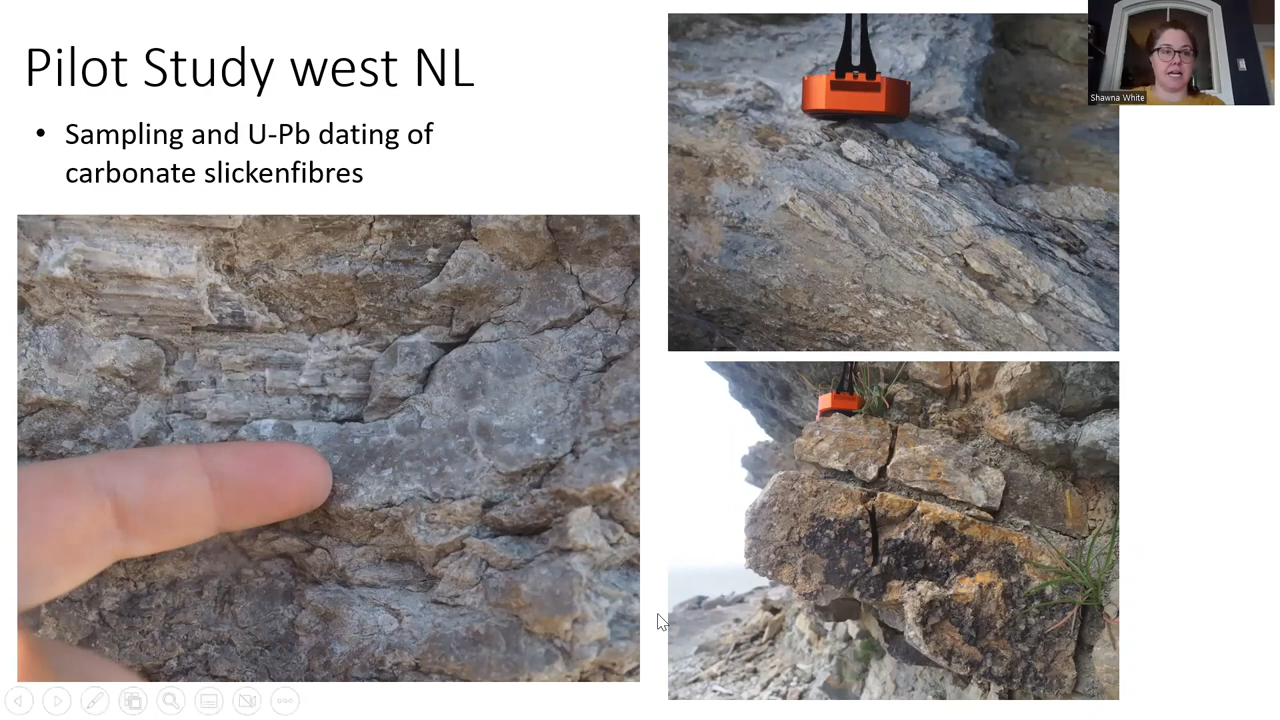 Pilot Study west NL
• Sampling and U-Pb dating of
carbonate slickenfibres
Shawna White